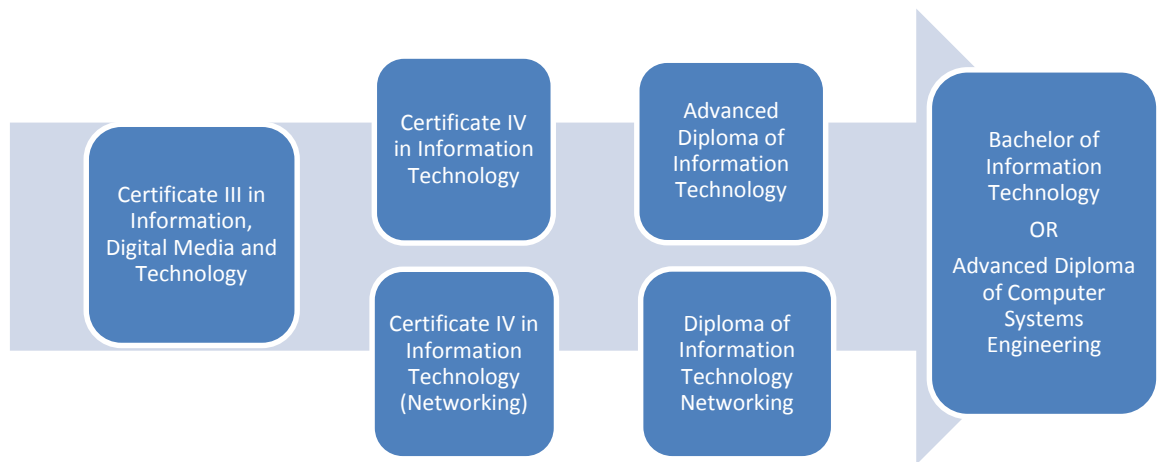 Certificate III in
Information,
Digital Media and
Technology
Certificate IV
in Information
Technology
Certificate IV in
Information
Technology
(Networking)
Advanced
Diploma of
Information
Technology
Diploma of
Information
Technology
Networking
Bachelor of
Information
Technology
OR
Advanced Diploma
of Computer
Systems
Engineering